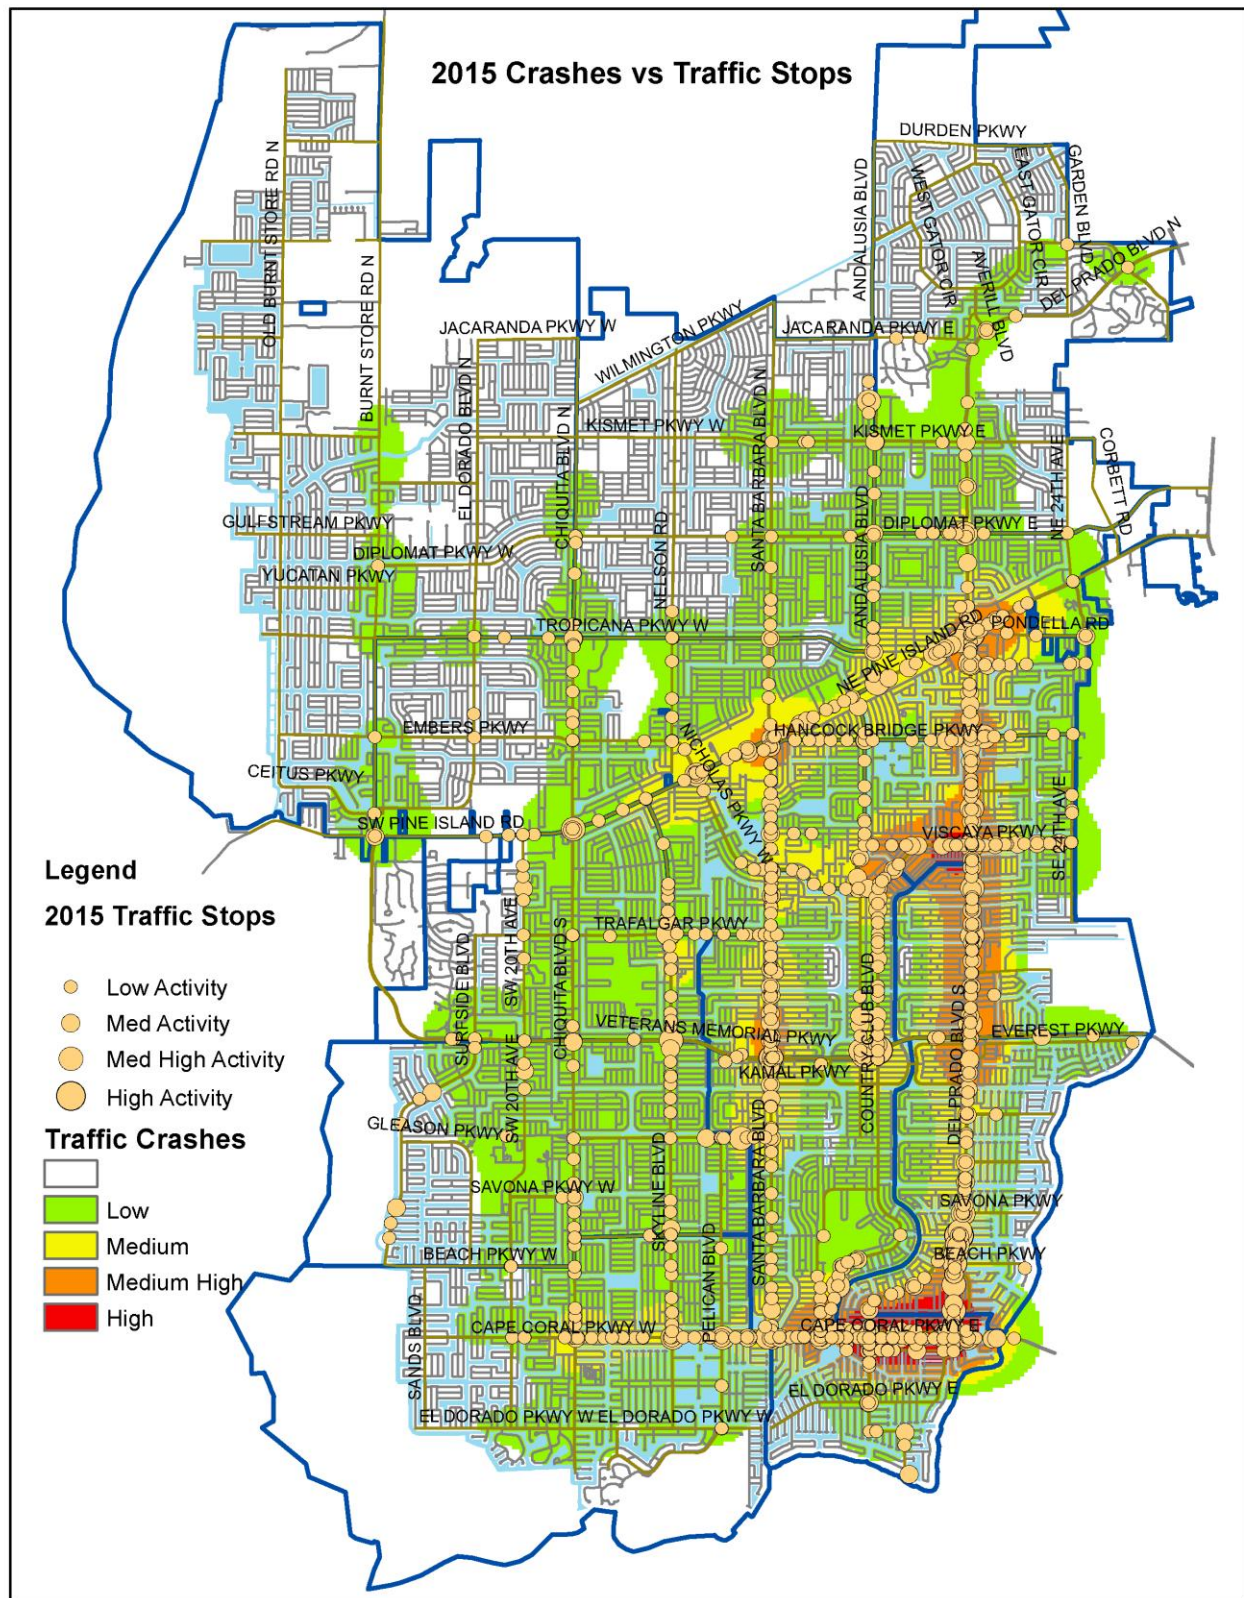 2015 Crashes vs Traffic Stops
DURDEN PKWY
OLD BURNT STORE RD N
BURNT STORE RD N
ANDALUSIA BLVD
WEST GATOR CIR
EAST GATOR CIR
GARDEN BLVD
AVERILL BLVD
DEL PRADO BLVD N
JACARANDA PKWY W
WILMINGTON PKWY
JACARANDA PKWY E
EL DORADO BLVD N
CHIQUITA BLVD N
KISMET PKWY W
SANTA BARBARA BLVD N
KISMET PKWY E
NE 24TH AVE
CORBETT RD
GULFSTREAM PKWY
DIPLOMAT PKWY W
NELSON RD
ANDALUSIA BLVD
DIPLOMAT PKWY E
YUCATAN PKWY
TROPICANA PKWY W
NE PINE ISLAND RD
PONDELLA RD
EMBERS PKWY
NICHOLAS PKWY W
HANCOCK BRIDGE PKWY
CEITUS PKWY
SW PINE ISLAND RD
VISCAYA PKWY
SE 24TH AVE
Legend
2015 Traffic Stops
Low Activity
Med Activity
Med High Activity
High Activity
Traffic Crashes
Low
Medium
Medium High
High
SURFSIDE BLVD
SW 20TH AVE
CHIQUITA BLVD S
TRAFALGAR PKWY
COUNTRY CLUB BLVD
DEL PRADO BLVD S
VETERANS MEMORIAL PKWY
EVEREST PKWY
KAMAL PKWY
SW 20TH AVE
GLEASON PKWY
SKYLINE BLVD
SANTA BARBARA BLVD
SAVONA PKWY W
SAVONA PKWY
BEACH PKWY W
PELICAN BLVD
BEACH PKWY
SANDS BLVD
CAPE CORAL PKWY W
CAPE CORAL PKWY E
EL DORADO PKWY E
EL DORADO PKWY W
EL DORADO PKWY W